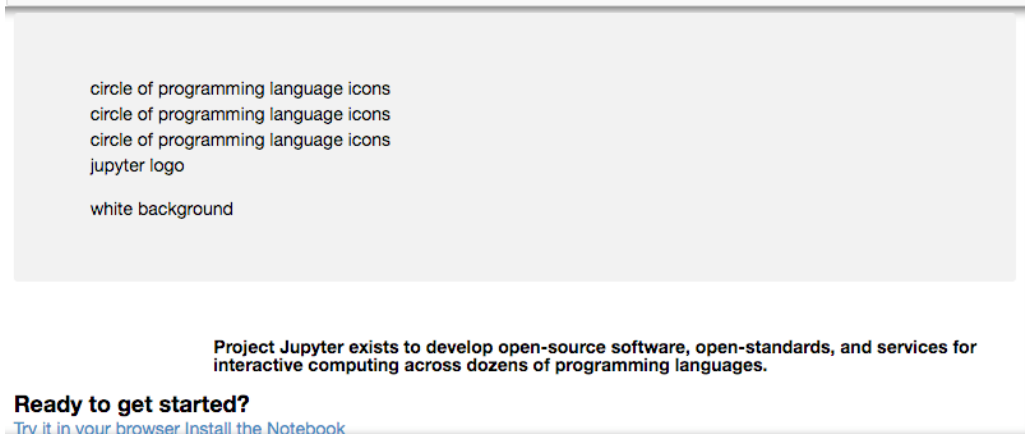 circle of programming language icons
circle of programming language icons
circle of programming language icons
jupyter logo
white background
Project Jupyter exists to develop open-source software, open-standards, and services for
interactive computing across dozens of programming languages.
Ready to get started?
Try it in your browser Install the Notebook